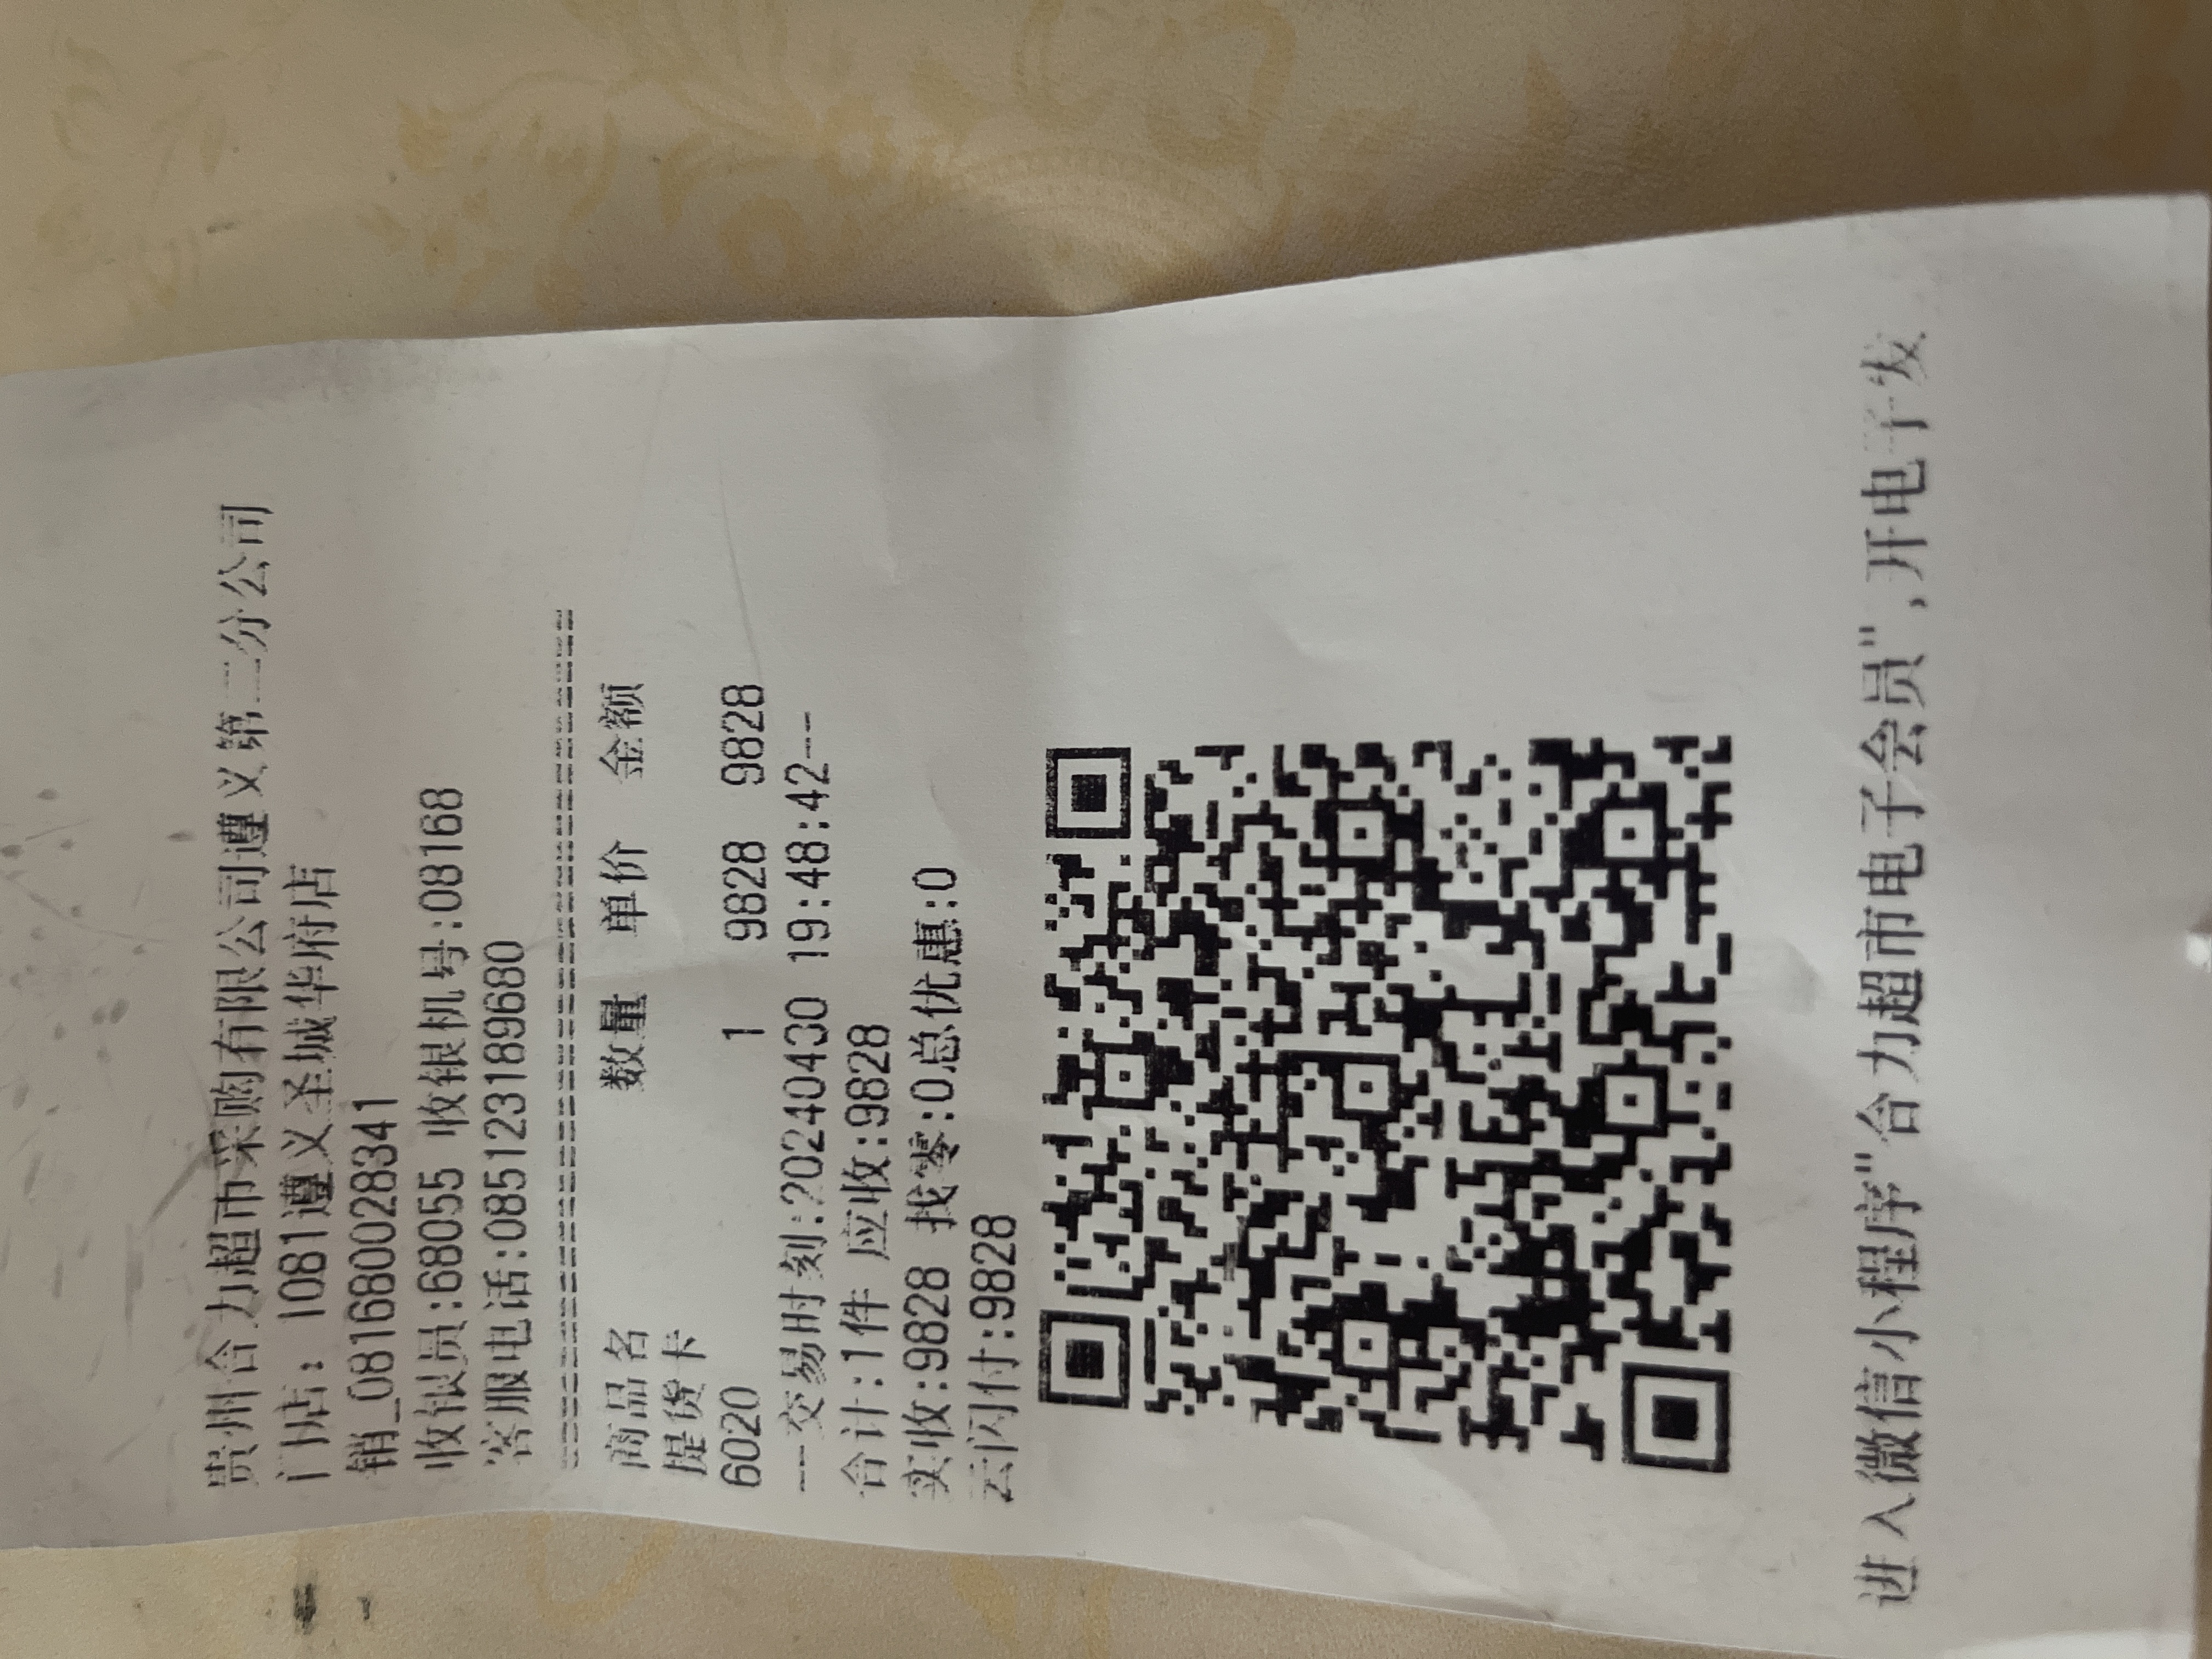 贵州合力超市采购有限公司遵义第二分公司
门店: 1081遵义圣城华府店
销_081680028341
收银员:68055 收银机号:08168
客服电话:085123189680
================================
商品名 数量 单价 金额
提货卡
6020 1 9828 9828
--交易时刻:20240430 19:48:42--
合计:1件 应收:9828
实收:9828 找零:0总优惠:0
云闪付:9828
进入微信小程序"合力超市电子会员",开电子发